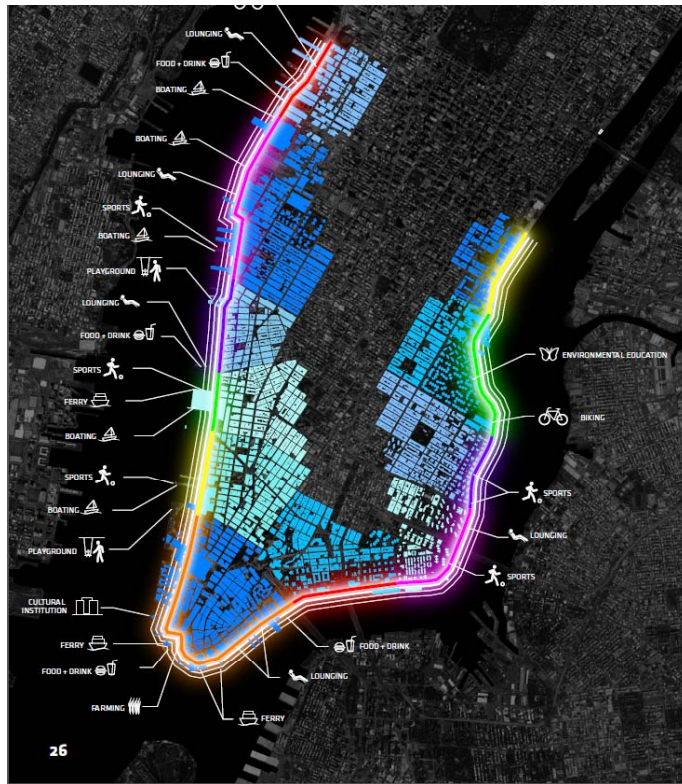 LOUNGING
FOOD + DRINK
BOATING
BOATING
LOUNGING
SPORTS
BOATING
PLAYGROUND
LOUNGING
FOOD + DRINK
SPORTS
FERRY
BOATING
SPORTS
BOATING
PLAYGROUND
CULTURAL
INSTITUTION
FERRY
FOOD + DRINK
FARMING
FERRY
LOUNGING
FOOD + DRINK
SPORTS
LOUNGING
SPORTS
BIKING
ENVIRONMENTAL EDUCATION
26